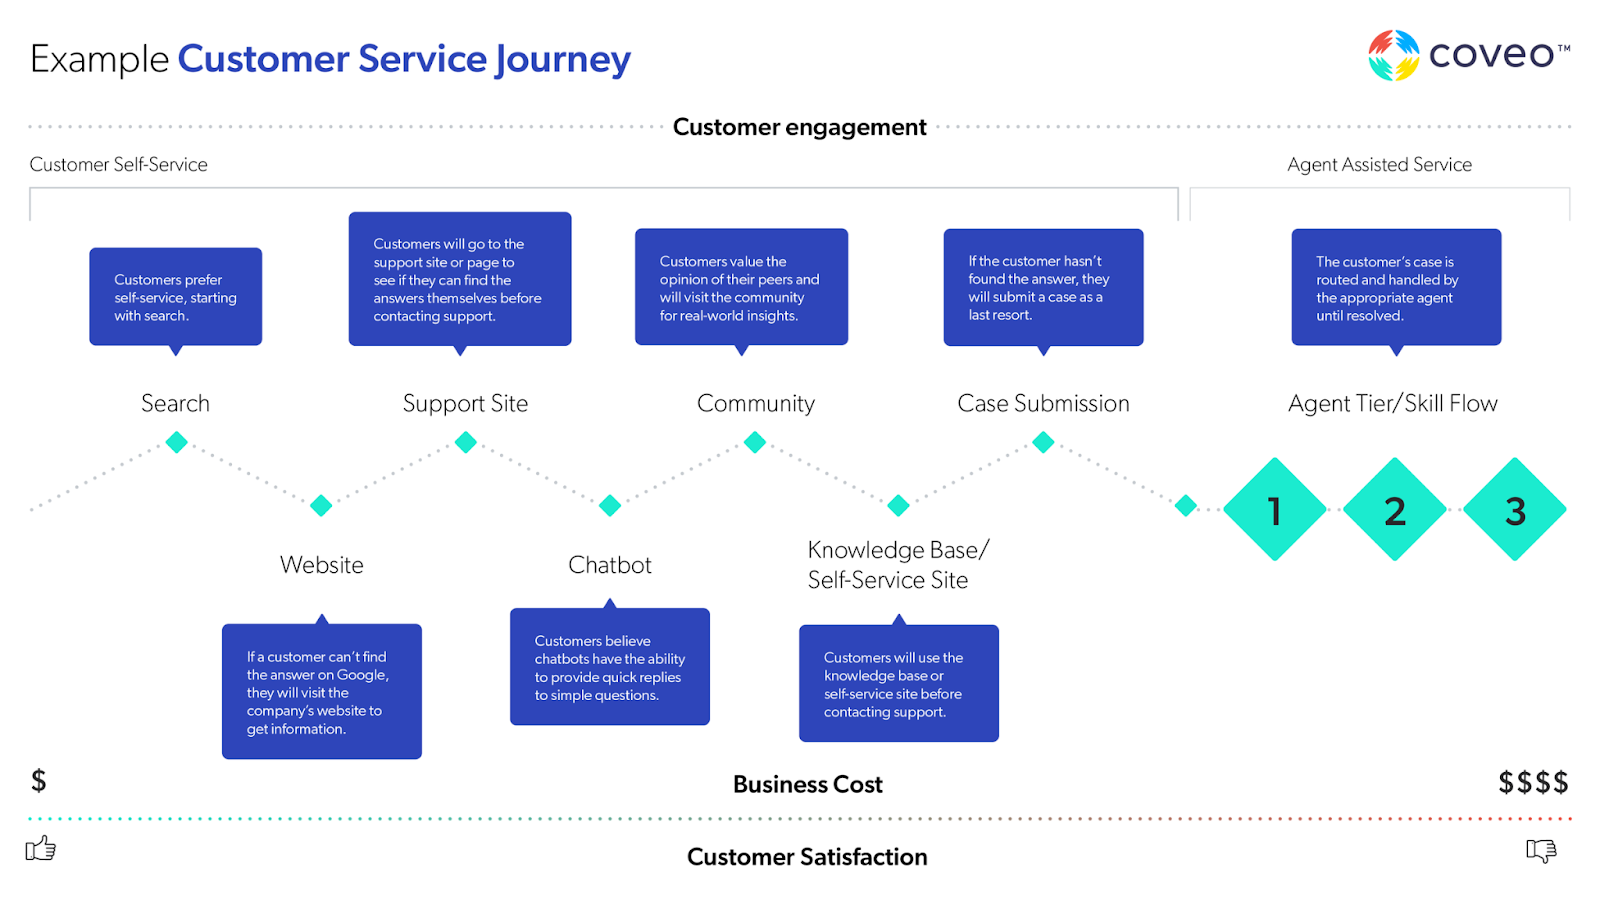 Example Customer Service Journey
coveo™
Customer engagement
Customer Self-Service
Agent Assisted Service
Customers prefer
self-service, starting
with search.
Customers will go to the
support site or page to
see if they can find the
answers themselves before
contacting support.
Customers value the
opinion of their peers and
will visit the community
for real-world insights.
If the customer hasn't
found the answer, they
will submit a case as a
last resort.
The customer's case is
routed and handled by
the appropriate agent
until resolved.
Search
Support Site
Community
Case Submission
Agent Tier/Skill Flow
1
2
3
Website
Chatbot
Knowledge Base/
Self-Service Site
If a customer can't find
the answer on Google,
they will visit the
company's website to
get information.
Customers believe
chatbots have the ability
to provide quick replies
to simple questions.
Customers will use the
knowledge base or
self-service site before
contacting support.
$
Business Cost
$$$$
Customer Satisfaction